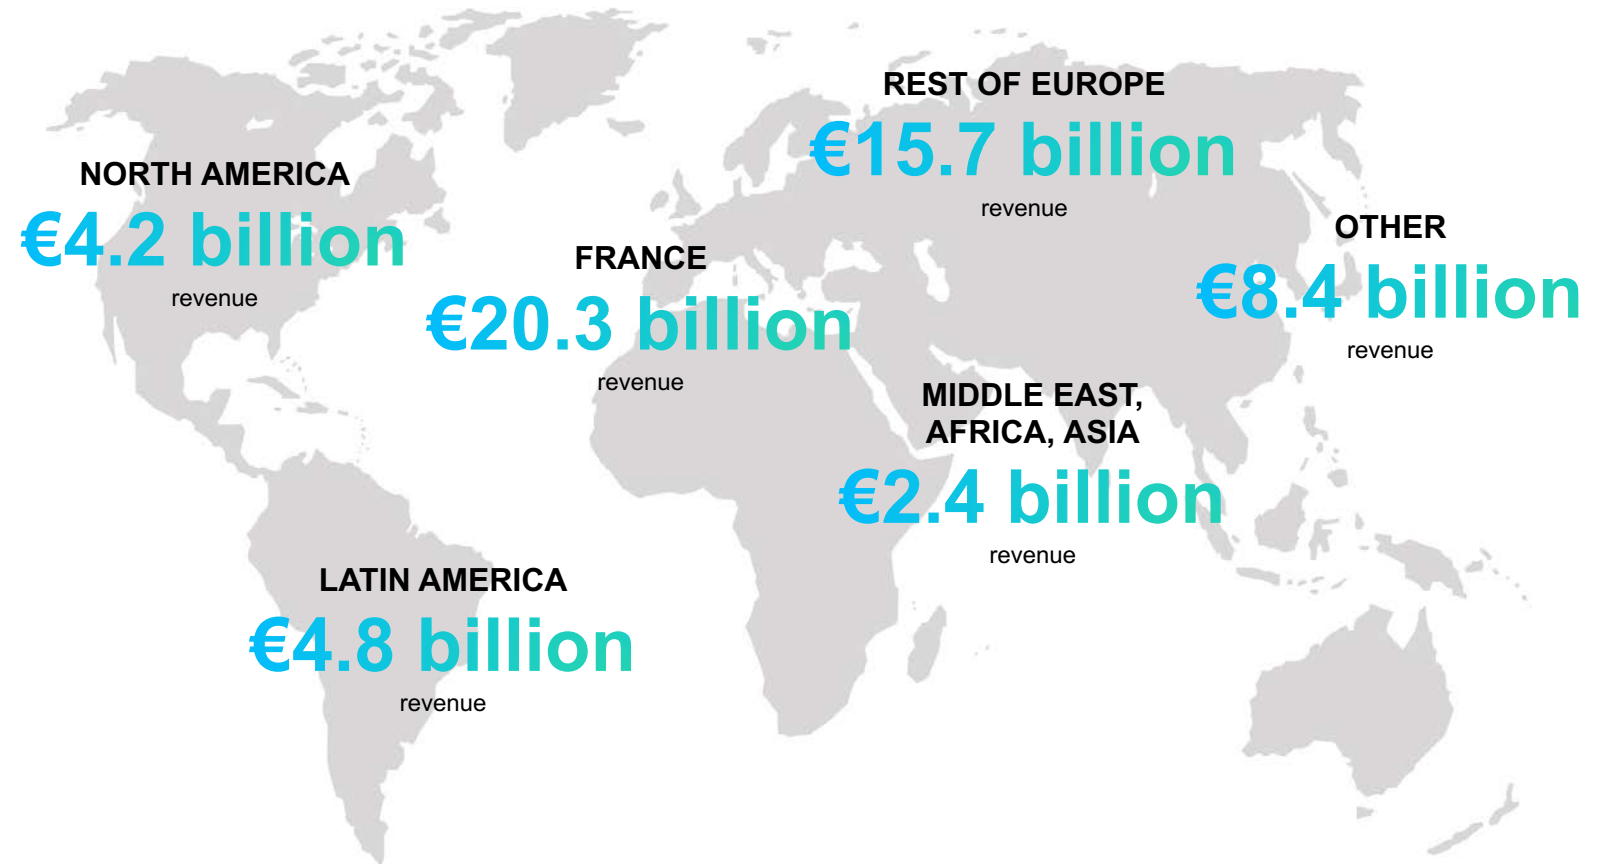 REST OF EUROPE
€15.7 billion
revenue
NORTH AMERICA
€4.2 billion
revenue
FRANCE
€20.3 billion
revenue
OTHER
€8.4 billion
revenue
MIDDLE EAST,
AFRICA, ASIA
€2.4 billion
revenue
LATIN AMERICA
€4.8 billion
revenue